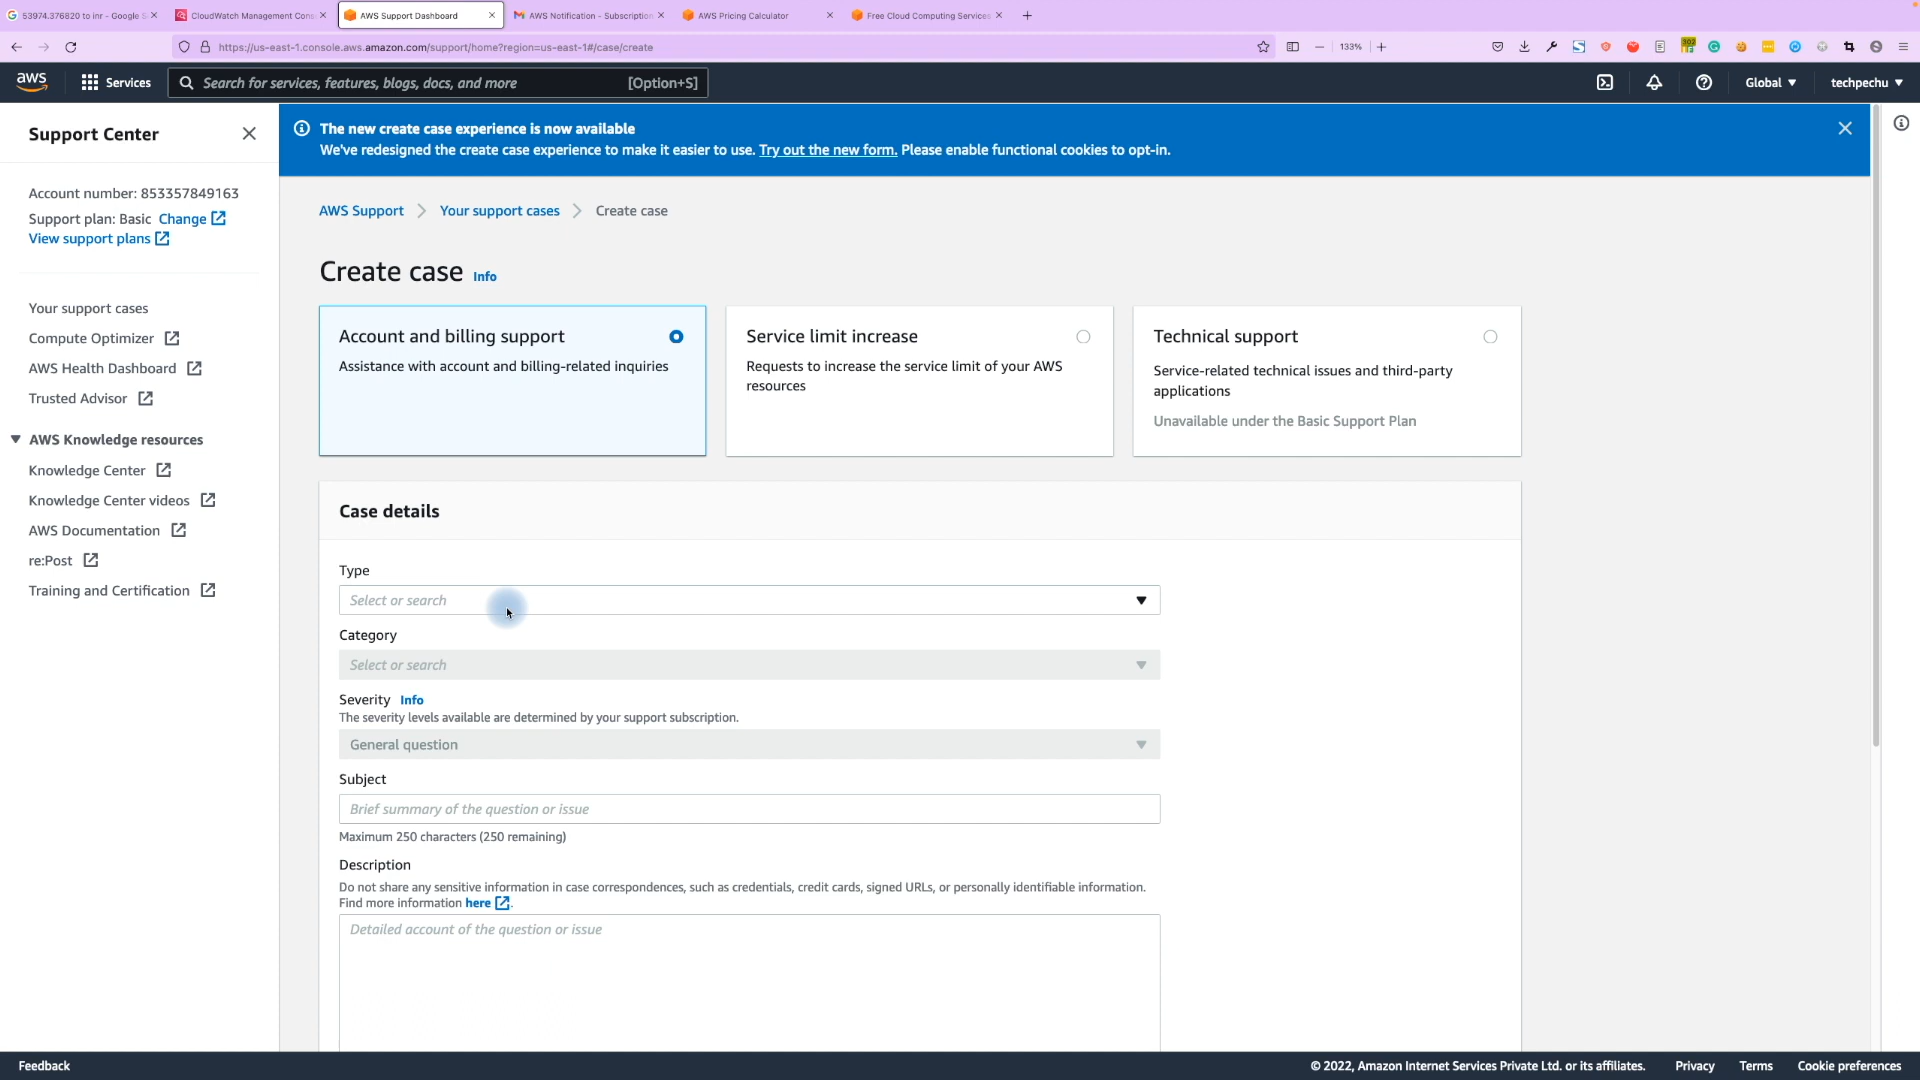 53974.376820 to inr - Google S
CloudWatch Management Cons
AWS Support Dashboard
AWS Notification - Subscription
AWS Pricing Calculator
Free Cloud Computing Services
https://us-east-1.console.aws.amazon.com/support/home?region=us-east-1#/case/create
133%
aws
Services
Search for services, features, blogs, docs, and more
[Option+S]
Global
techpechu
Support Center
Account number: 853357849163
Support plan: Basic Change
View support plans
Your support cases
Compute Optimizer
AWS Health Dashboard
Trusted Advisor
AWS Knowledge resources
Knowledge Center
Knowledge Center videos
AWS Documentation
re:Post
Training and Certification
The new create case experience is now available
We've redesigned the create case experience to make it easier to use. Try out the new form. Please enable functional cookies to opt-in.
AWS Support
Your support cases
Create case
Create case Info
Account and billing support
Assistance with account and billing-related inquiries
Service limit increase
Requests to increase the service limit of your AWS
resources
Technical support
Service-related technical issues and third-party
applications
Unavailable under the Basic Support Plan
Case details
Type
Select or search
Category
Select or search
Severity Info
The severity levels available are determined by your support subscription.
General question
Subject
Brief summary of the question or issue
Maximum 250 characters (250 remaining)
Description
Do not share any sensitive information in case correspondences, such as credentials, credit cards, signed URLs, or personally identifiable information.
Find more information here.
Detailed account of the question or issue
Feedback
© 2022, Amazon Internet Services Private Ltd. or its affiliates.
Privacy
Terms
Cookie preferences